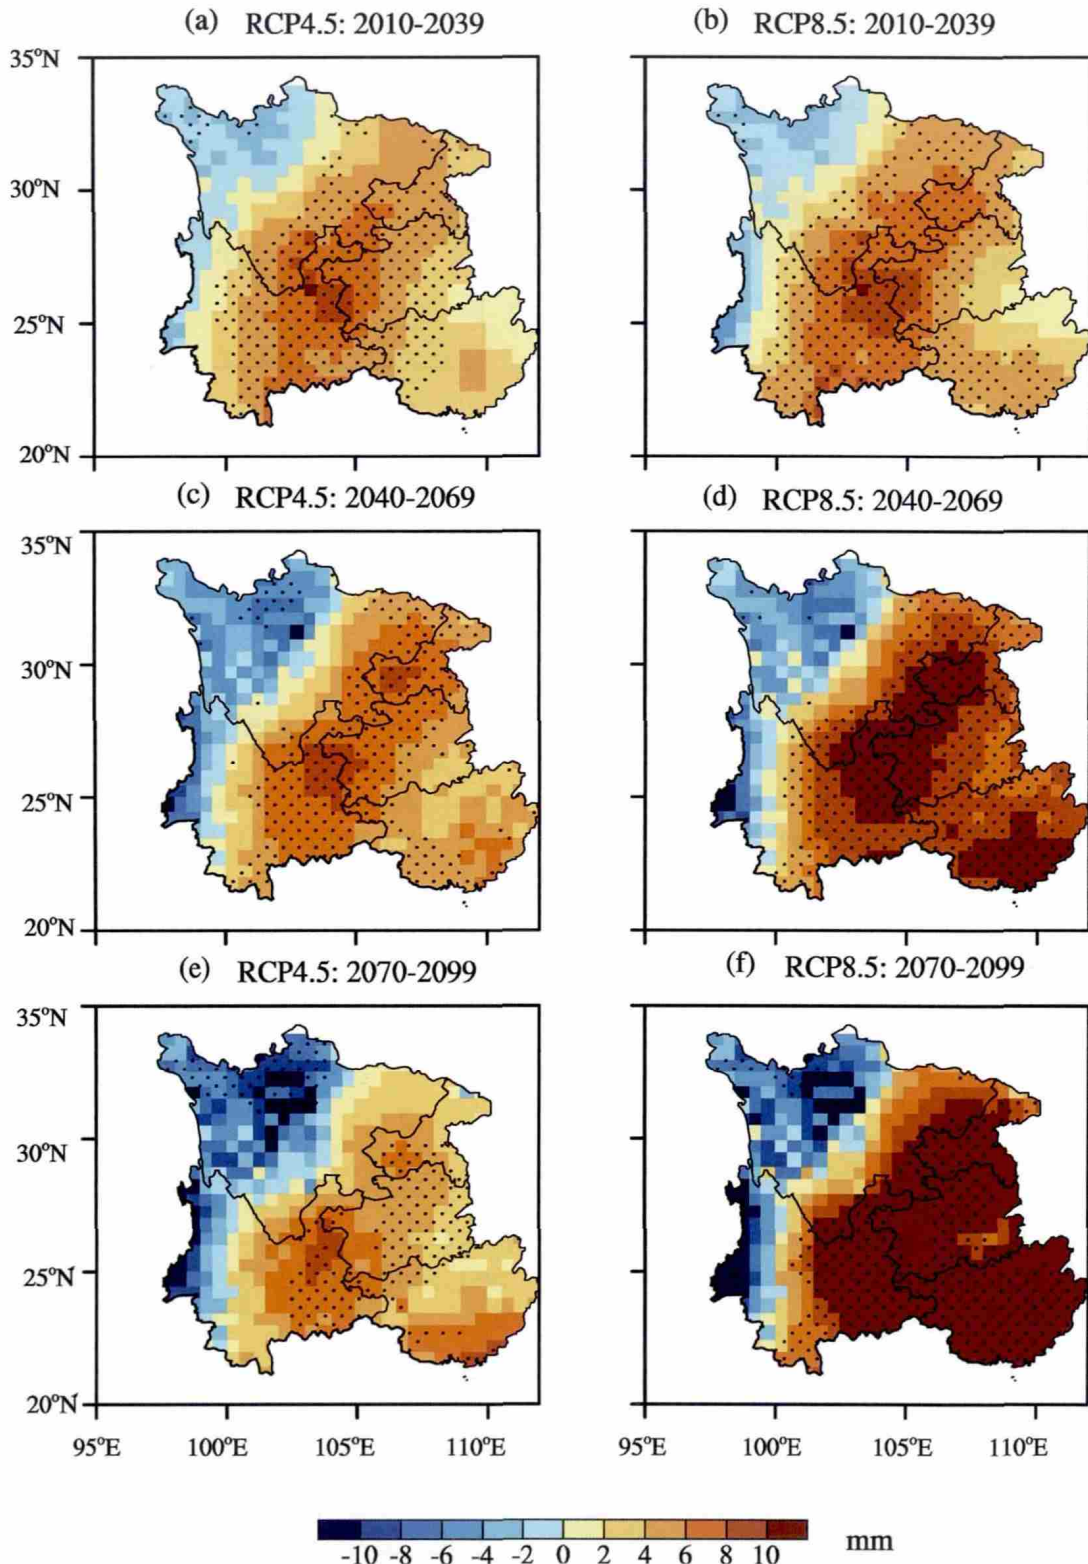 (a) RCP4.5: 2010-2039
(b) RCP8.5: 2010-2039
35°N
30°N
25°N
20°N
95°E
100°E
105°E
110°E
95°E
100°E
105°E
110°E
(c) RCP4.5: 2040-2069
(d) RCP8.5: 2040-2069
35°N
30°N
25°N
20°N
(e) RCP4.5: 2070-2099
(f) RCP8.5: 2070-2099
35°N
30°N
25°N
20°N
-10 -8 -6 -4 -2 0 2 4 6 8 10 mm